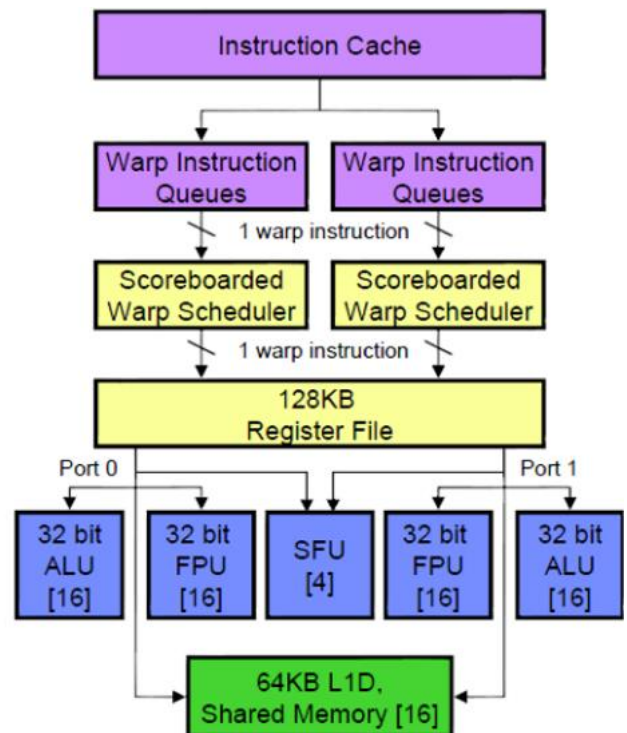 Instruction Cache
Warp Instruction
Queues
Warp Instruction
Queues
1 warp instruction
Scoreboarded
Warp Scheduler
Scoreboarded
Warp Scheduler
1 warp instruction
128KB
Register File
Port 0
Port 1
32 bit
ALU
[16]
32 bit
FPU
[16]
SFU
[4]
32 bit
FPU
[16]
32 bit
ALU
[16]
64KB L1D,
Shared Memory [16]